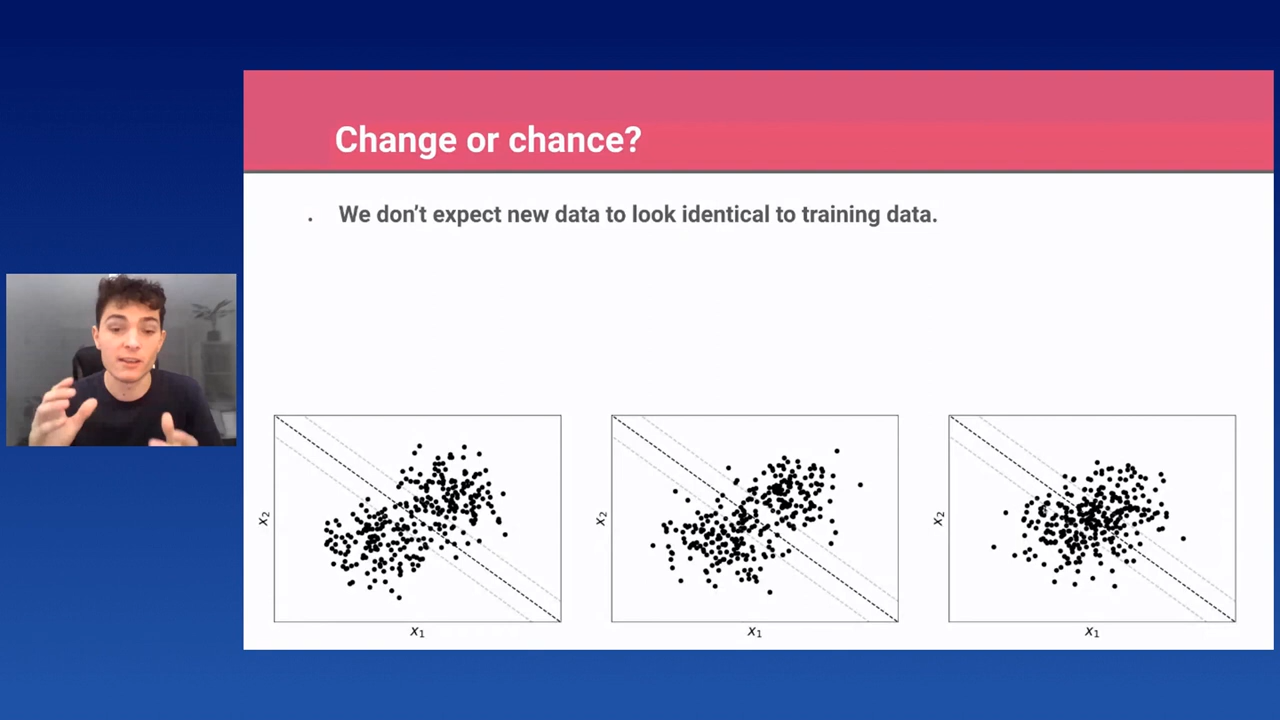 Change or chance?
. We don’t expect new data to look identical to training data.
x₂
x₁
x₂
x₁
x₂
x₁